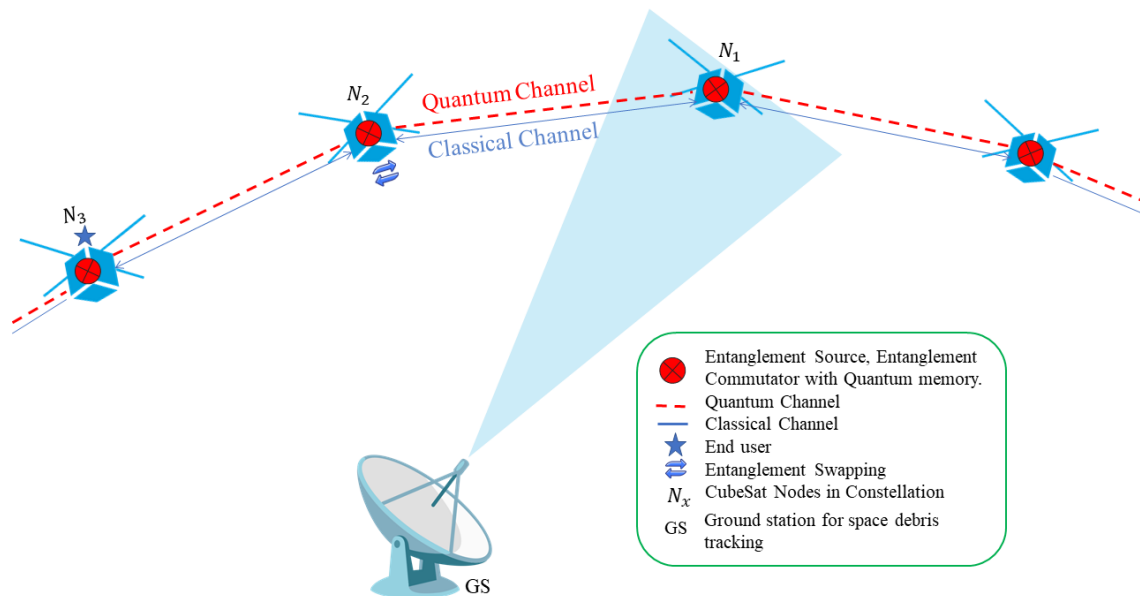 N₁
N₂
Quantum Channel
Classical Channel
N₃
Entanglement Source, Entanglement
Commutator with Quantum memory.
Quantum Channel
Classical Channel
End user
Entanglement Swapping
Nₓ CubeSat Nodes in Constellation
GS Ground station for space debris
tracking
GS